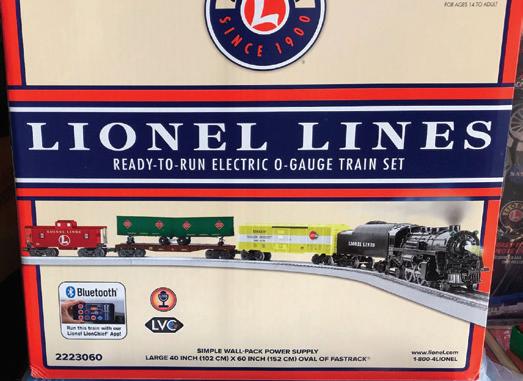 FOR AGES 14 TO ADULT
L
SINCE 1900
LIONEL LINES
READY-TO-RUN ELECTRIC O-GAUGE TRAIN SET
LIONEL LINES
L
LIONEL LINES
Bluetooth®
Run this train with our
Lionel LionChief® App!
LVC
2223060
SIMPLE WALL-PACK POWER SUPPLY
LARGE 40 INCH (102 CM) X 60 INCH (152 CM) OVAL OF FASTRACK®
www.lionel.com
1-800-4LIONEL